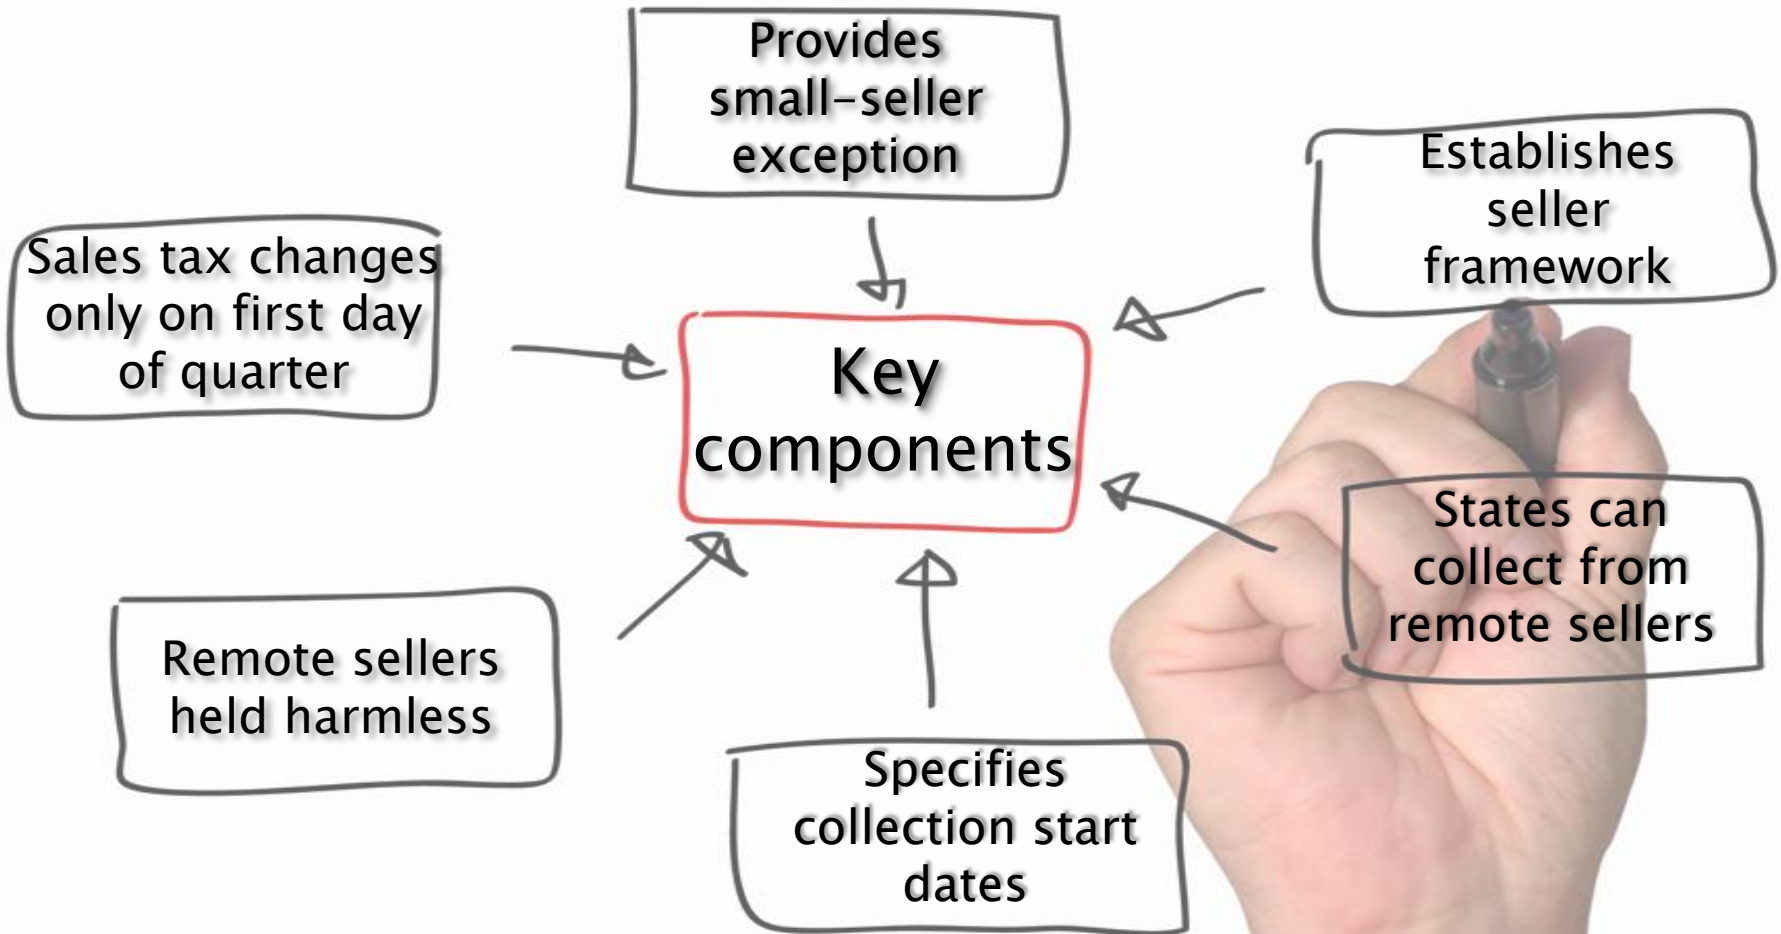 Provides
small-seller
exception
Establishes
seller
framework
Sales tax changes
only on first day
of quarter
Key
components
States can
collect from
remote sellers
Remote sellers
held harmless
Specifies
collection start
dates